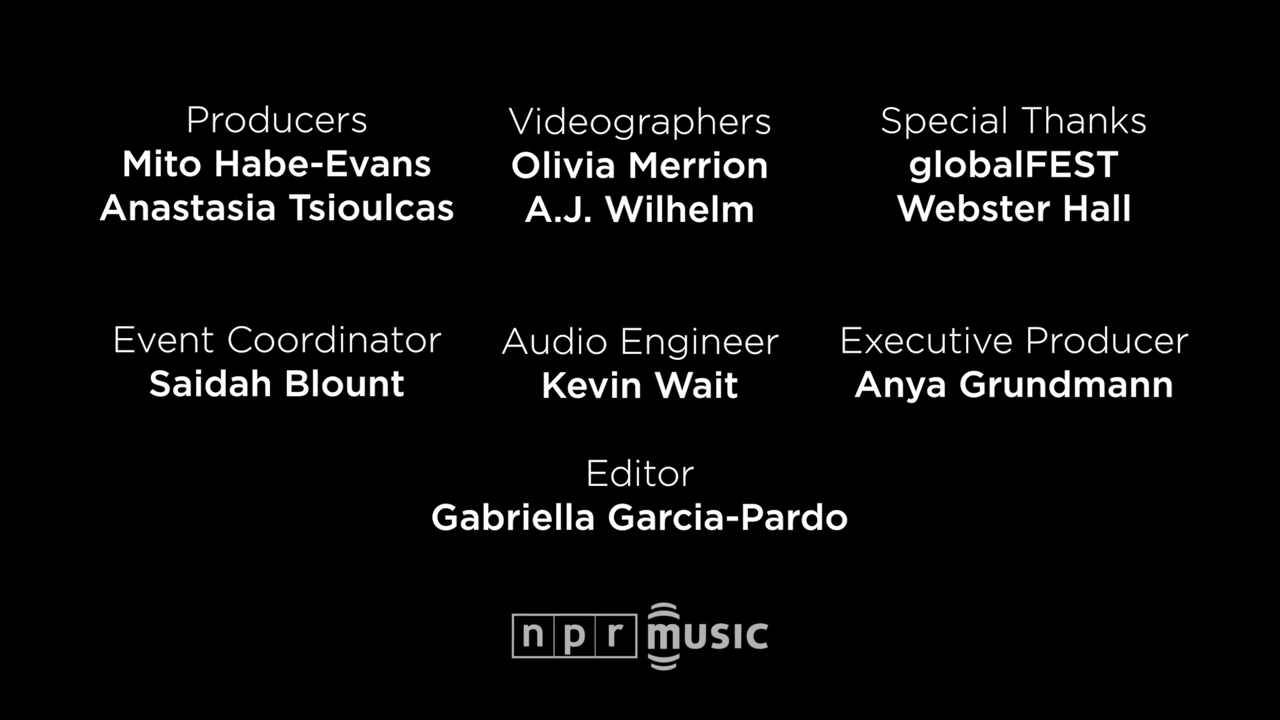 Producers
Mito Habe-Evans
Anastasia Tsioulcas
Videographers
Olivia Merrion
A.J. Wilhelm
Special Thanks
globalFEST
Webster Hall
Event Coordinator
Saidah Blount
Audio Engineer
Kevin Wait
Executive Producer
Anya Grundmann
Editor
Gabriella Garcia-Pardo
npr music